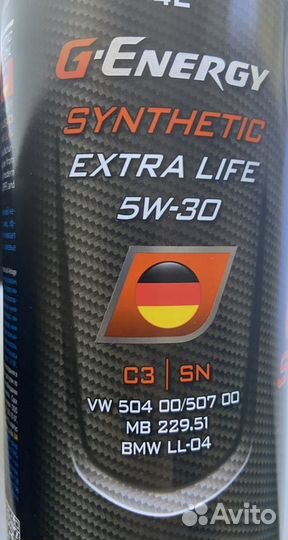 4L
G-ENERGY
SYNTHETIC
EXTRA LIFE
5W-30
C3 | SN
VW 504 00/507 00
MB 229.51
BMW LL-04
Avito